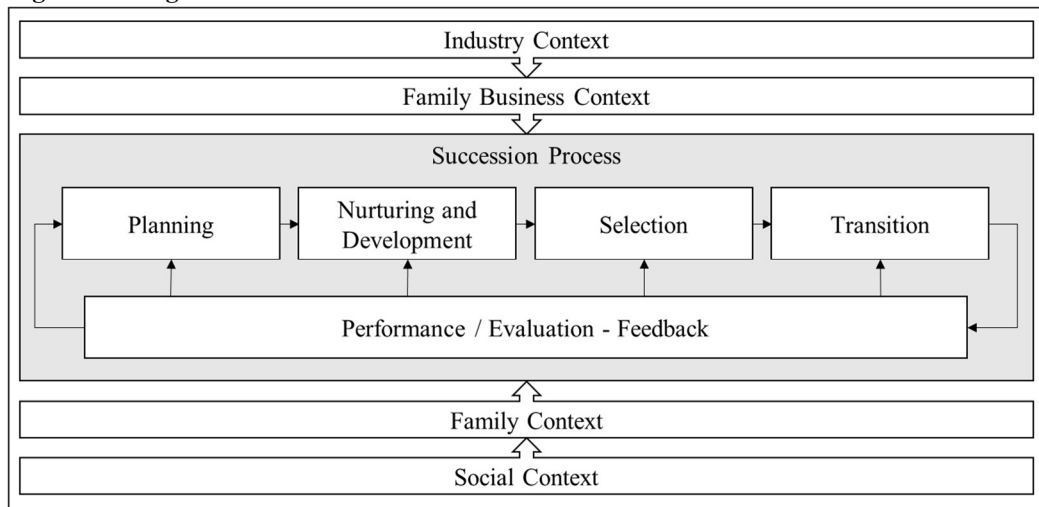 Industry Context
Family Business Context
Succession Process
Planning
Nurturing and
Development
Selection
Transition
Performance / Evaluation - Feedback
Family Context
Social Context